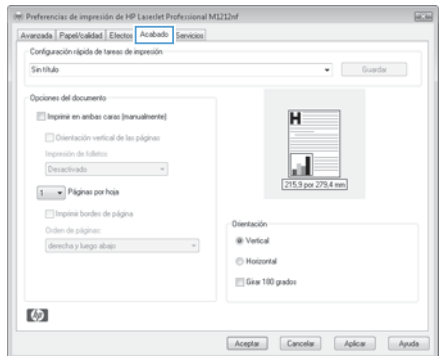 Preferencias de impresión de HP Laserjet Professional M1212nf
Avanzada Papel/calidad Efectos Acabado Servicios
Configuración rápida de tareas de impresión
Sin título
Guardar
Opciones del documento
Imprimir en ambas caras (manualmente)
Orientación vertical de las páginas
Impresión de folletos:
Desactivado
1 Páginas por hoja
Imprimir bordes de página
Orden de páginas:
derecha y luego abajo
H
215,9 por 279,4 mm
Orientación
Vertical
Horizontal
Girar 180 grados
hp
Aceptar Cancelar Aplicar Ayuda